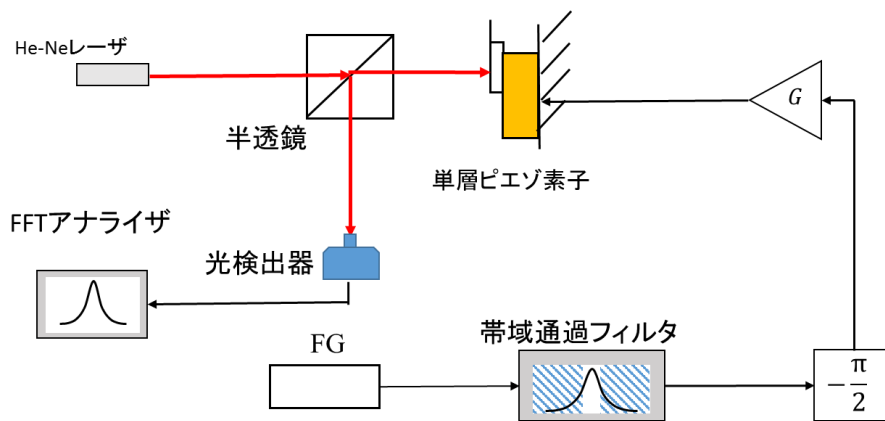 He-Neレーザ
半透鏡
単層ピエゾ素子
G
FFTアナライザ
光検出器
FG
帯域通過フィルタ
−π/2